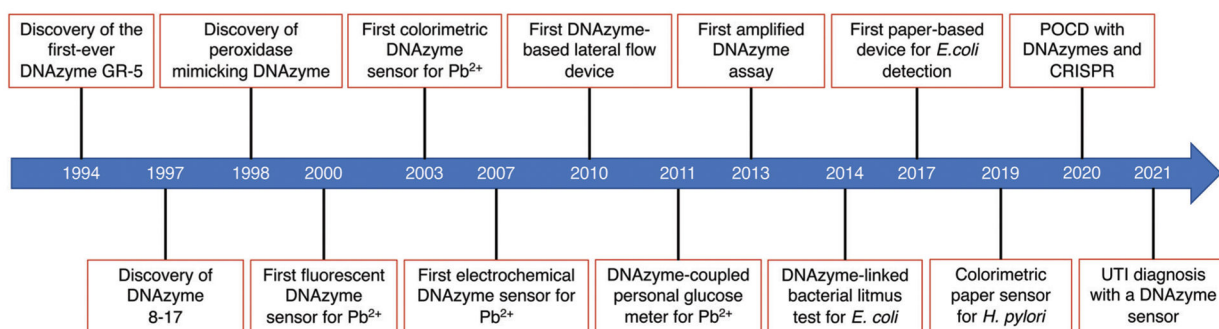 Discovery of the
first-ever
DNAzyme GR-5
Discovery of
peroxidase
mimicking DNAzyme
First colorimetric
DNAzyme
sensor for Pb²⁺
First DNAzyme-
based lateral flow
device
First amplified
DNAzyme
assay
First paper-based
device for E.coli
detection
POCD with
DNAzymes and
CRISPR
1994 1997 1998 2000 2003 2007 2010 2011 2013 2014 2017 2019 2020 2021
Discovery of
DNAzyme
8-17
First fluorescent
DNAzyme
sensor for Pb²⁺
First electrochemical
DNAzyme sensor for
Pb²⁺
DNAzyme-coupled
personal glucose
meter for Pb²⁺
DNAzyme-linked
bacterial litmus
test for E. coli
Colorimetric
paper sensor
for H. pylori
UTI diagnosis
with a DNAzyme
sensor